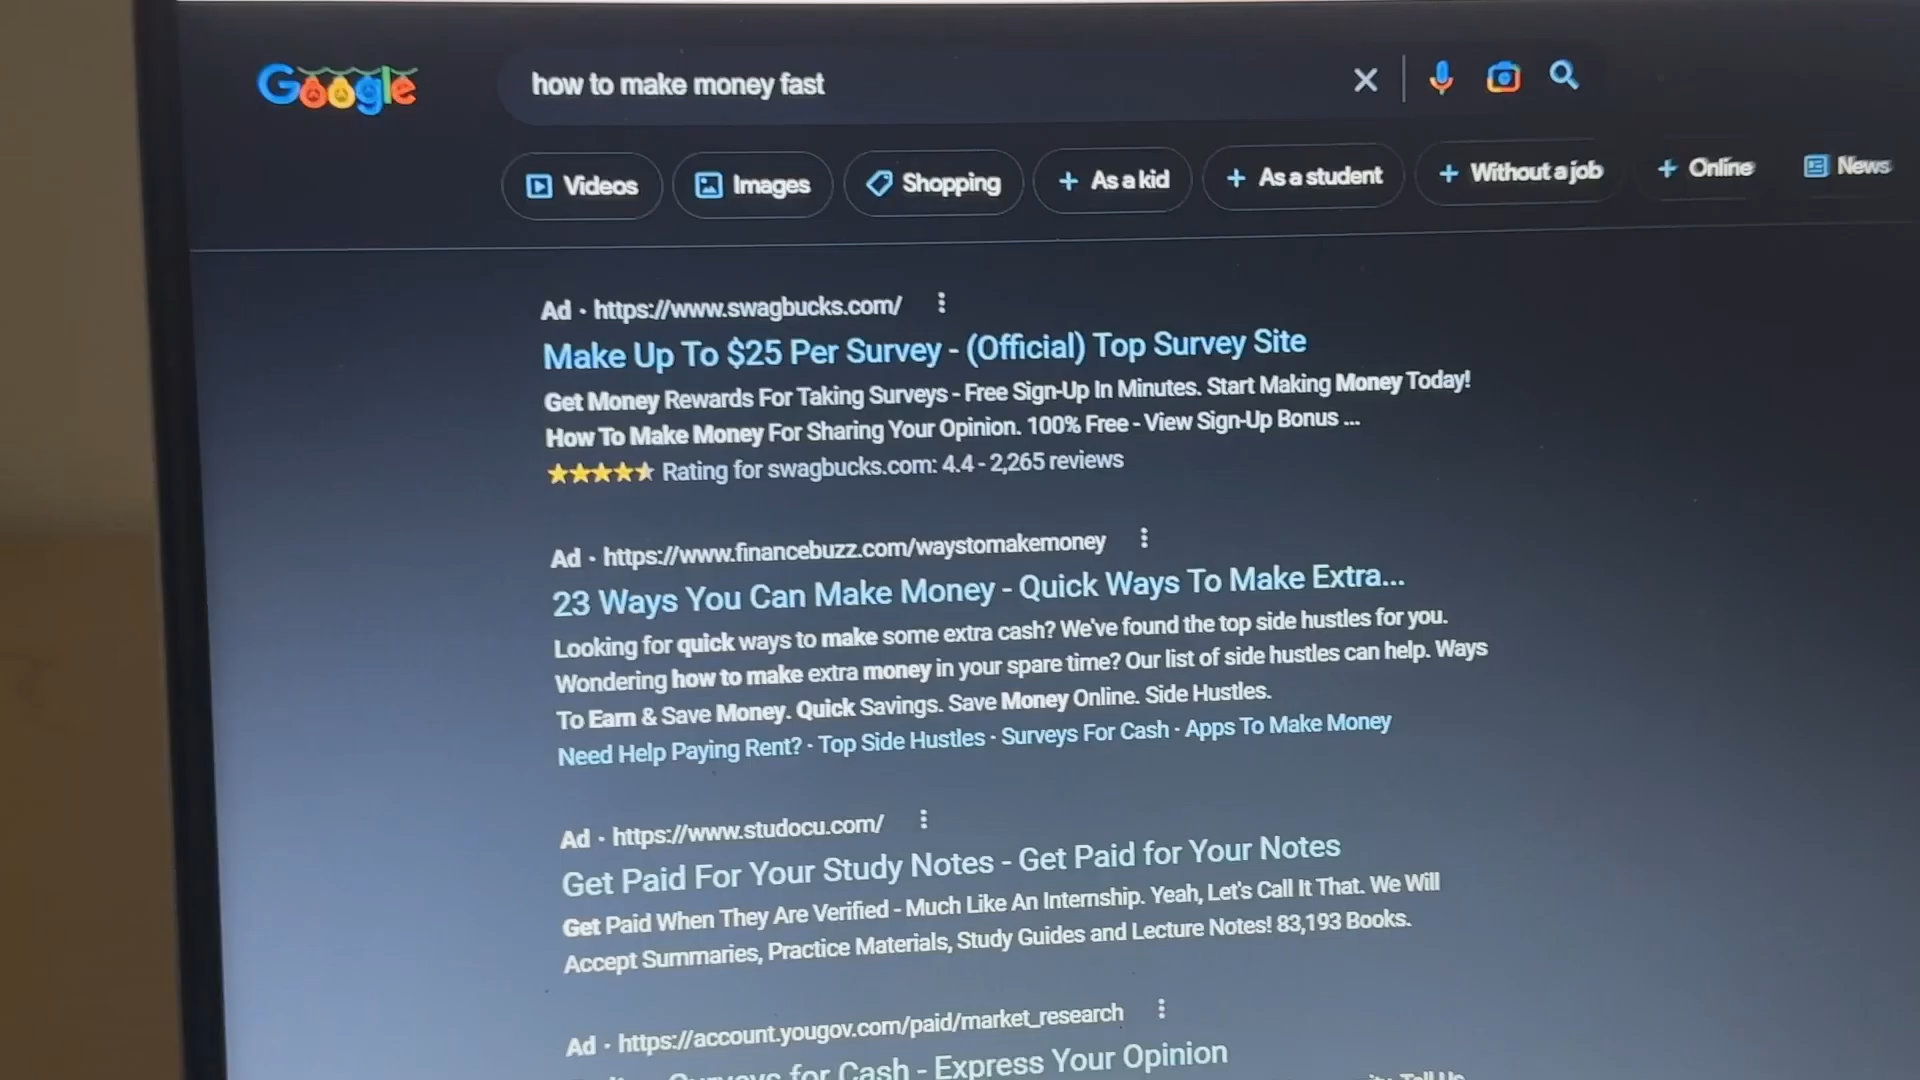 Google
how to make money fast
Videos
Images
Shopping
+ As a kid
+ As a student
+ Without a job
+ Online
News
Ad · https://www.swagbucks.com/
Make Up To $25 Per Survey - (Official) Top Survey Site
Get Money Rewards For Taking Surveys - Free Sign-Up In Minutes. Start Making Money Today!
How To Make Money For Sharing Your Opinion. 100% Free - View Sign-Up Bonus ...
Rating for swagbucks.com: 4.4 - 2,265 reviews
Ad · https://www.financebuzz.com/waystomakemoney
23 Ways You Can Make Money - Quick Ways To Make Extra...
Looking for quick ways to make some extra cash? We've found the top side hustles for you.
Wondering how to make extra money in your spare time? Our list of side hustles can help. Ways
To Earn & Save Money. Quick Savings. Save Money Online. Side Hustles.
Need Help Paying Rent? · Top Side Hustles · Surveys For Cash · Apps To Make Money
Ad · https://www.studocu.com/
Get Paid For Your Study Notes - Get Paid for Your Notes
Get Paid When They Are Verified - Much Like An Internship. Yeah, Let's Call It That. We Will
Accept Summaries, Practice Materials, Study Guides and Lecture Notes! 83,193 Books.
Ad · https://account.yougov.com/paid/market_research
Surveys for Cash - Express Your Opinion